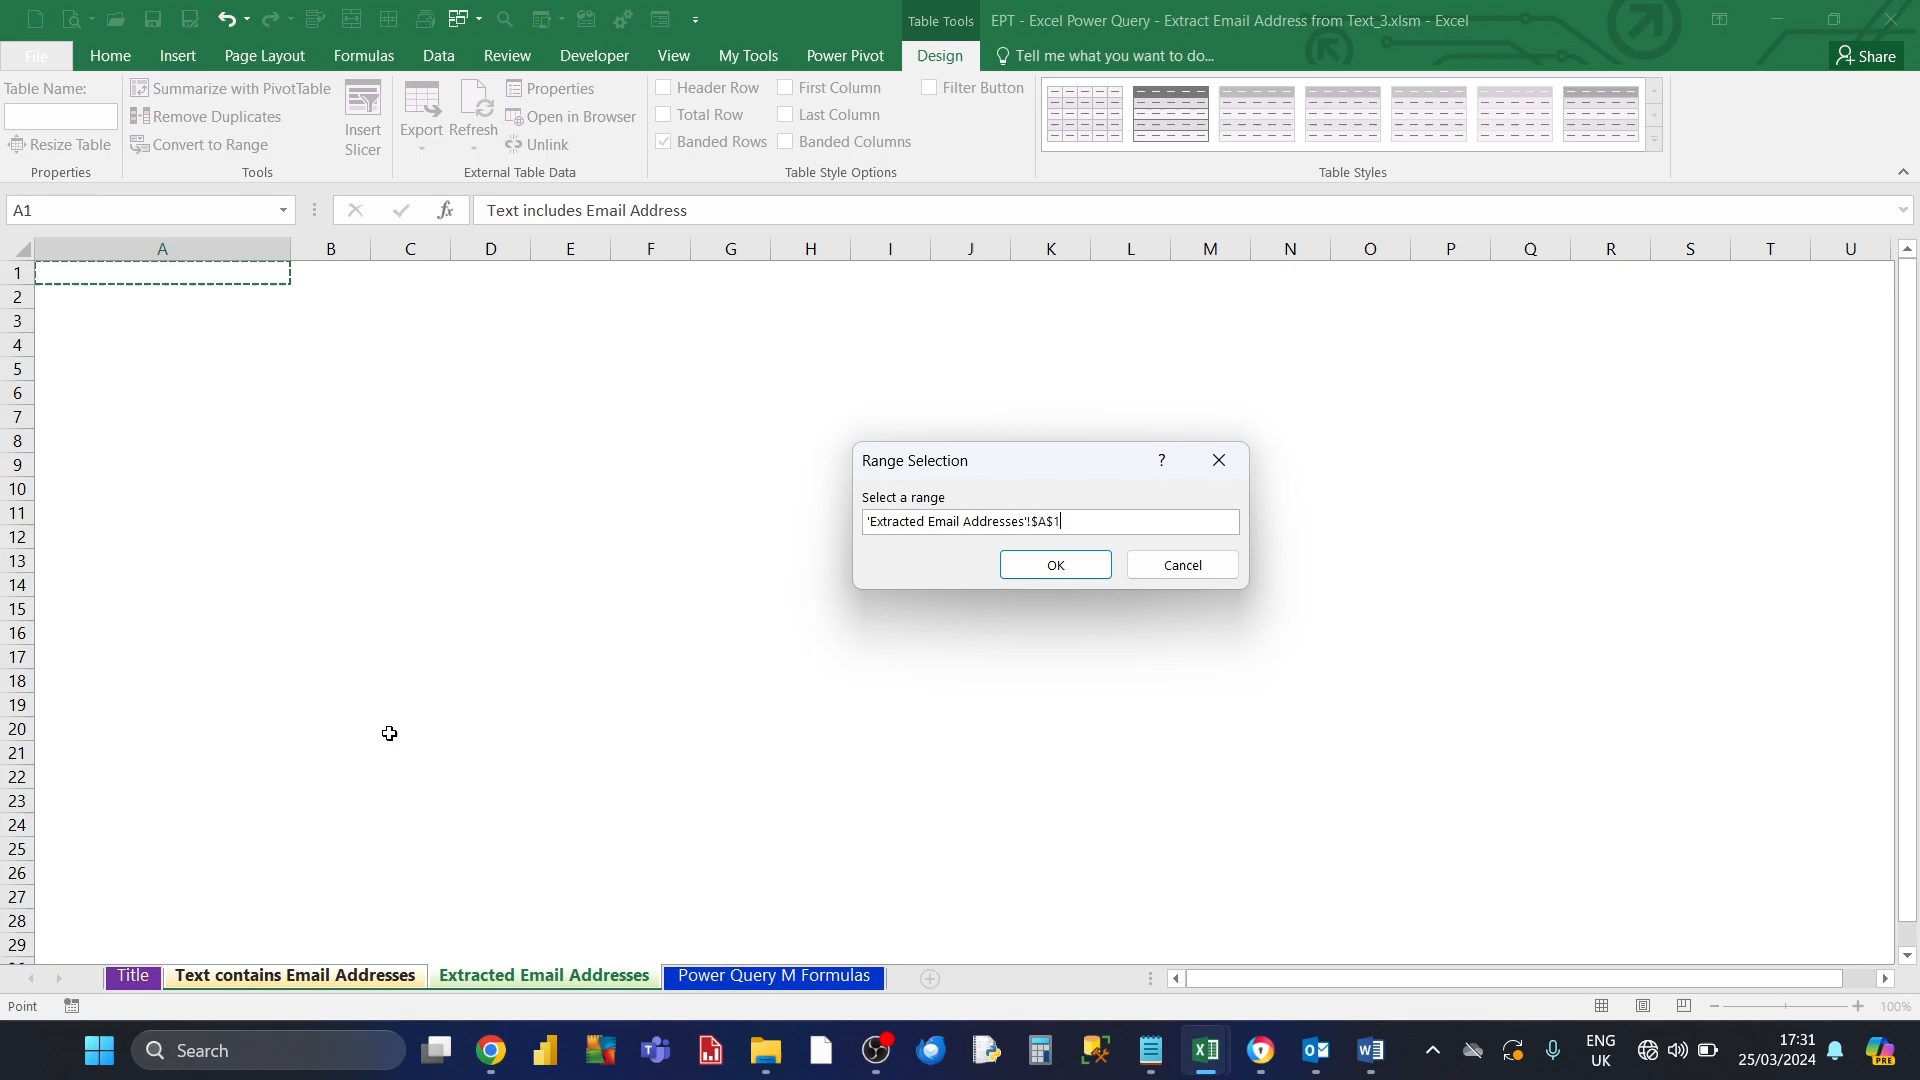 Table Tools
EPT - Excel Power Query - Extract Email Address from Text_3.xlsm - Excel
File
Home
Insert
Page Layout
Formulas
Data
Review
Developer
View
My Tools
Power Pivot
Design
Tell me what you want to do...
Share
Table Name:
Resize Table
Properties
Summarize with PivotTable
Remove Duplicates
Convert to Range
Tools
Insert
Slicer
Export
Refresh
Properties
Open in Browser
Unlink
External Table Data
Header Row
Total Row
Banded Rows
First Column
Last Column
Banded Columns
Filter Button
Table Style Options
Table Styles
A1
fx
Text includes Email Address
A B C D E F G H I J K L M N O P Q R S T U
1
2
3
4
5
6
7
8
9
10
11
12
13
14
15
16
17
18
19
20
21
22
23
24
25
26
27
28
29
Range Selection
?
Select a range
'Extracted Email Addresses'!$A$1
OK
Cancel
Title
Text contains Email Addresses
Extracted Email Addresses
Power Query M Formulas
Point
100%
Search
ENG
UK
17:31
25/03/2024
PRE